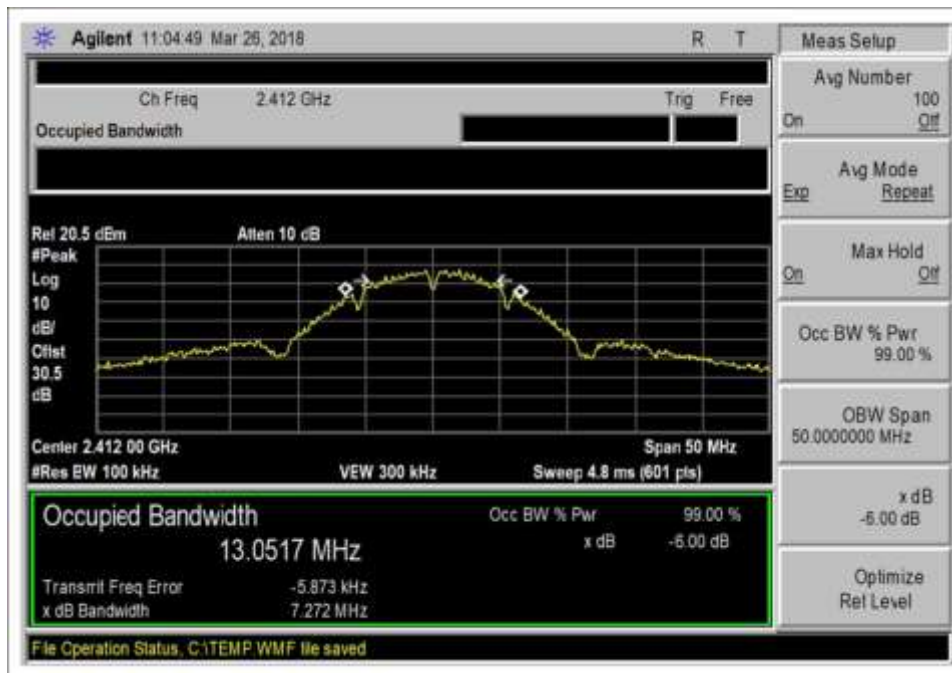 Agilent 11:04:49 Mar 26, 2018 R T
Ch Freq 2.412 GHz Trig Free
Occupied Bandwidth
Ref 20.5 dBm Atten 10 dB
#Peak
Log
10
dB/
Offst
30.5
dB
Center 2.412 00 GHz Span 50 MHz
#Res BW 100 kHz VBW 300 kHz Sweep 4.8 ms (601 pts)
Occupied Bandwidth Occ BW % Pwr 99.00 %
13.0517 MHz x dB -6.00 dB
Transmit Freq Error -5.873 kHz
x dB Bandwidth 7.272 MHz
File Operation Status, C:\TEMP.WMF file saved
Meas Setup
Avg Number
100
On Off
Avg Mode
Exp Repeat
Max Hold
On Off
Occ BW % Pwr
99.00 %
OBW Span
50.0000000 MHz
x dB
-6.00 dB
Optimize
Ref Level